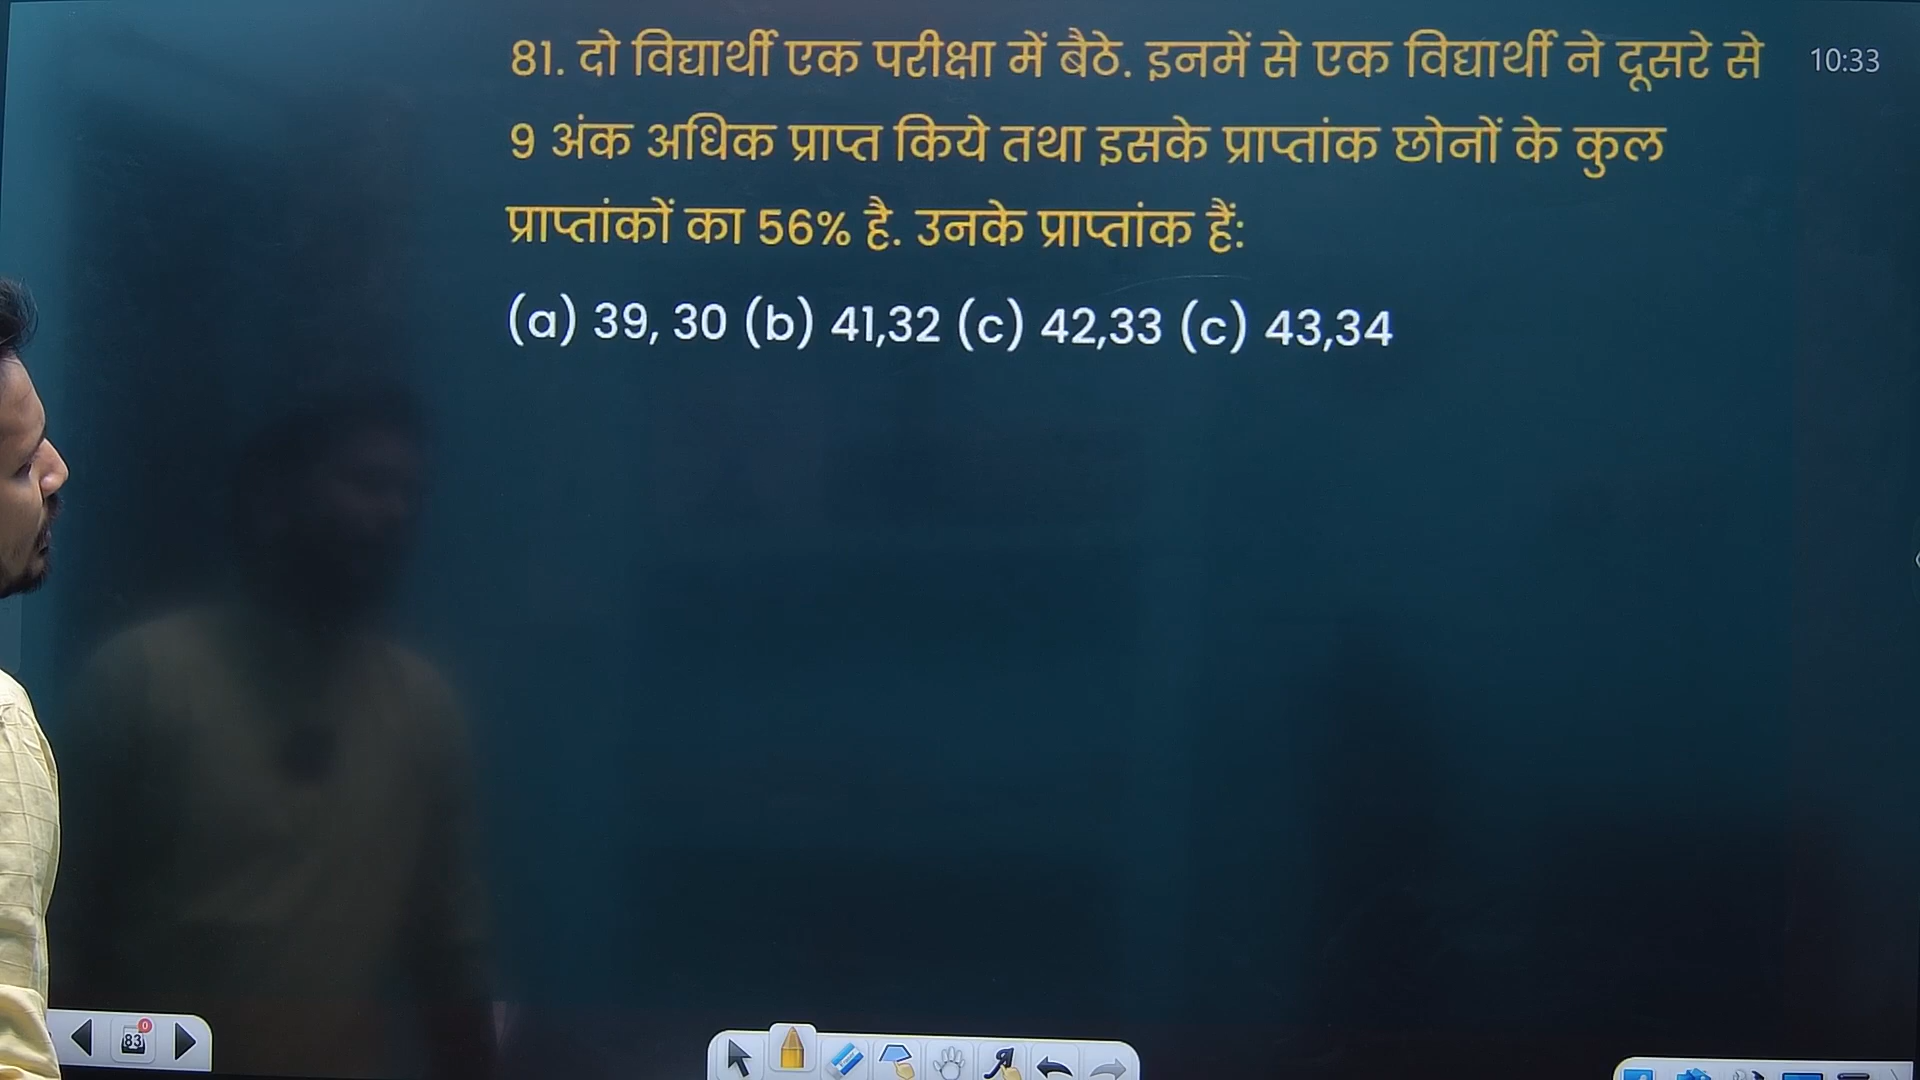 81. दो विद्यार्थी एक परीक्षा में बैठे. इनमें से एक विद्यार्थी ने दूसरे से
10:33
9 अंक अधिक प्राप्त किये तथा इसके प्राप्तांक छोनों के कुल
प्राप्तांकों का 56% है. उनके प्राप्तांक हैं:
(a) 39, 30 (b) 41,32 (c) 42,33 (c) 43,34
83
0